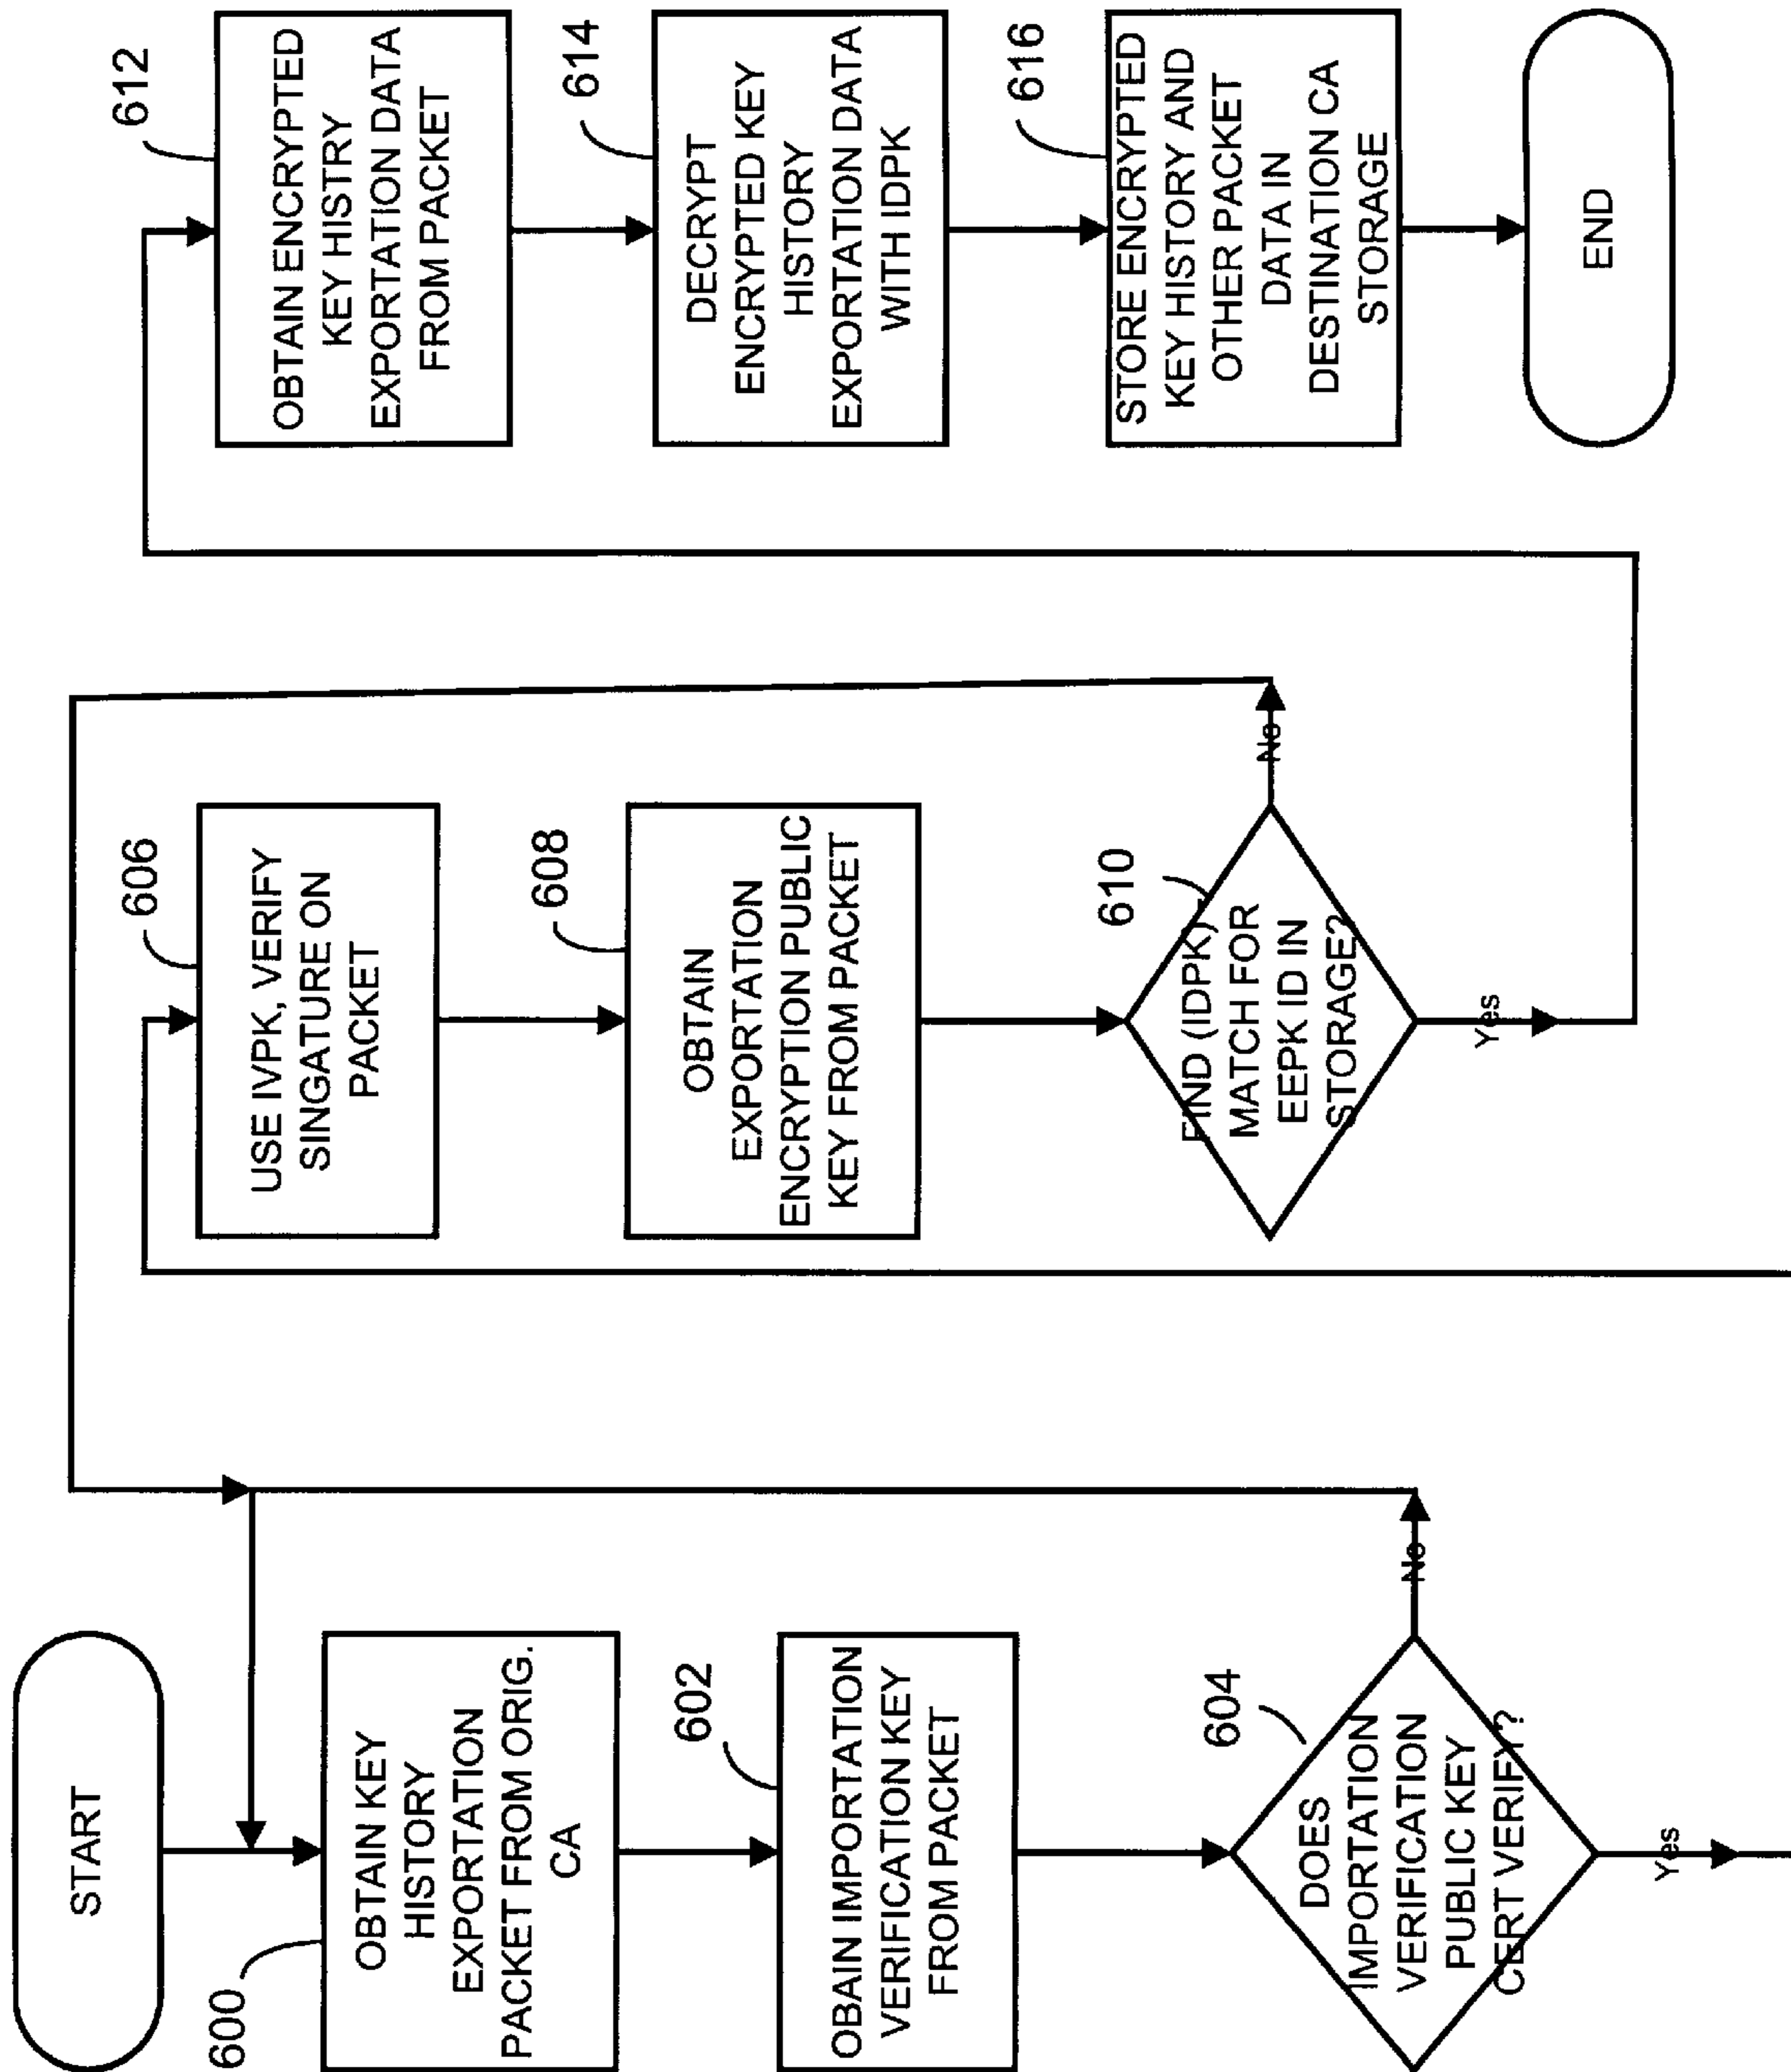 START
600
OBTAIN KEY
HISTORY
EXPORTATION
PACKET FROM ORIG.
CA
602
OBAIN IMPORTATION
VERIFICATION KEY
FROM PACKET
604
DOES
IMPORTATION
VERIFICATION
PUBLIC KEY
CERT VERIFY?
No
Yes
606
USE IVPK, VERIFY
SINGATURE ON
PACKET
608
OBTAIN
EXPORTATION
ENCRYPTION PUBLIC
KEY FROM PACKET
610
FIND (IDPK)
MATCH FOR
EEPK ID IN
STORAGE?
No
Yes
612
OBTAIN ENCRYPTED
KEY HISTRY
EXPORTATION DATA
FROM PACKET
614
DECRYPT
ENCRYPTED KEY
HISTORY
EXPORTATION DATA
WITH IDPK
616
STORE ENCRYPTED
KEY HISTORY AND
OTHER PACKET
DATA IN
DESTINATION CA
STORAGE
END